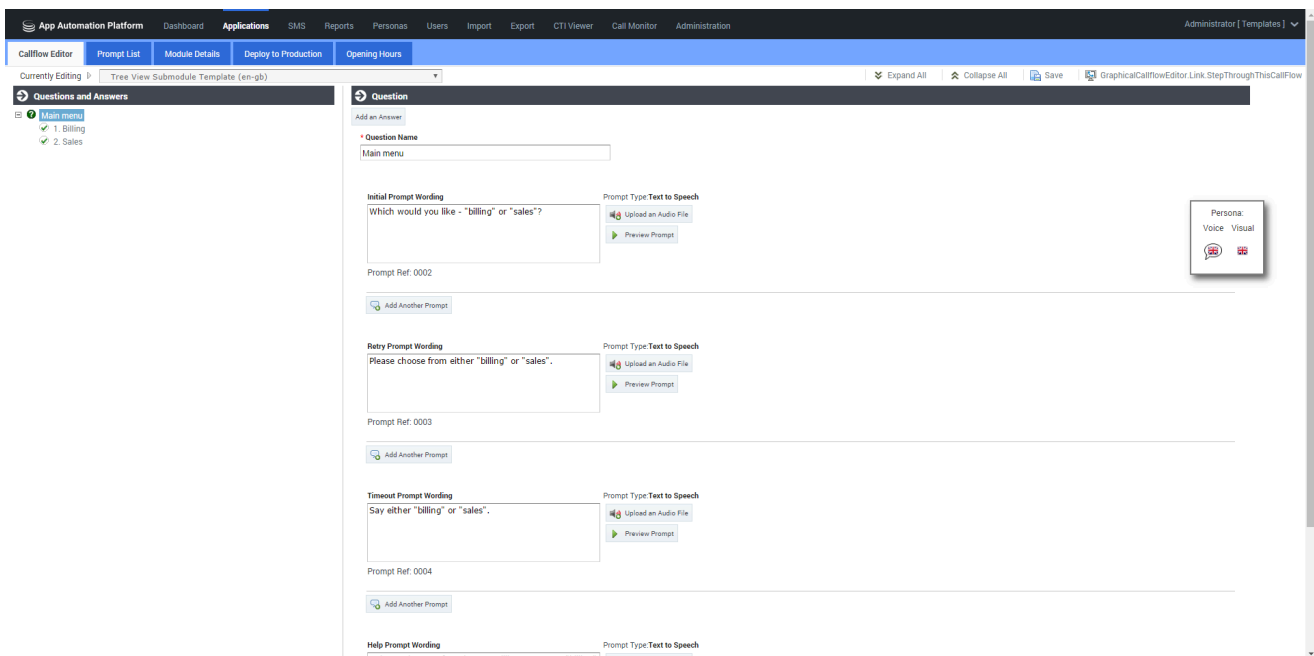 App Automation Platform Dashboard Applications SMS Reports Personas Users Import Export CTI Viewer Call Monitor Administration Administrator [ Templates ]
Callflow Editor Prompt List Module Details Deploy to Production Opening Hours
Currently Editing Tree View Submodule Template (en-gb) Expand All Collapse All Save GraphicalCallflowEditor.Link.StepThroughThisCallFlow
Questions and Answers
Main menu
1. Billing
2. Sales
Question
Add an Answer
* Question Name
Main menu
Initial Prompt Wording Prompt Type:Text to Speech
Which would you like - "billing" or "sales"?
Upload an Audio File
Preview Prompt
Prompt Ref: 0002
Add Another Prompt
Persona:
Voice Visual
Retry Prompt Wording Prompt Type:Text to Speech
Please choose from either "billing" or "sales".
Upload an Audio File
Preview Prompt
Prompt Ref: 0003
Add Another Prompt
Timeout Prompt Wording Prompt Type:Text to Speech
Say either "billing" or "sales".
Upload an Audio File
Preview Prompt
Prompt Ref: 0004
Add Another Prompt
Help Prompt Wording Prompt Type:Text to Speech